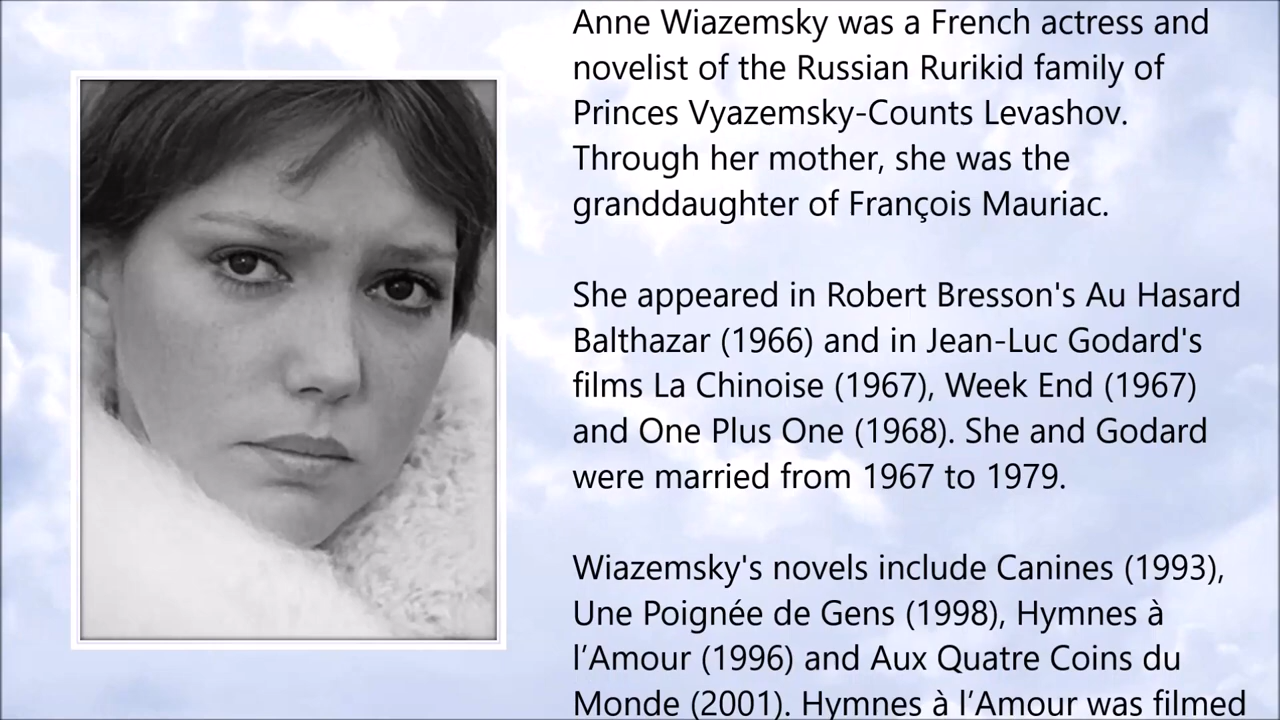 Anne Wiazemsky was a French actress and
novelist of the Russian Rurikid family of
Princes Vyazemsky-Counts Levashov.
Through her mother, she was the
granddaughter of François Mauriac.
She appeared in Robert Bresson's Au Hasard
Balthazar (1966) and in Jean-Luc Godard's
films La Chinoise (1967), Week End (1967)
and One Plus One (1968). She and Godard
were married from 1967 to 1979.
Wiazemsky's novels include Canines (1993),
Une Poignée de Gens (1998), Hymnes à
l’Amour (1996) and Aux Quatre Coins du
Monde (2001). Hymnes à l’Amour was filmed